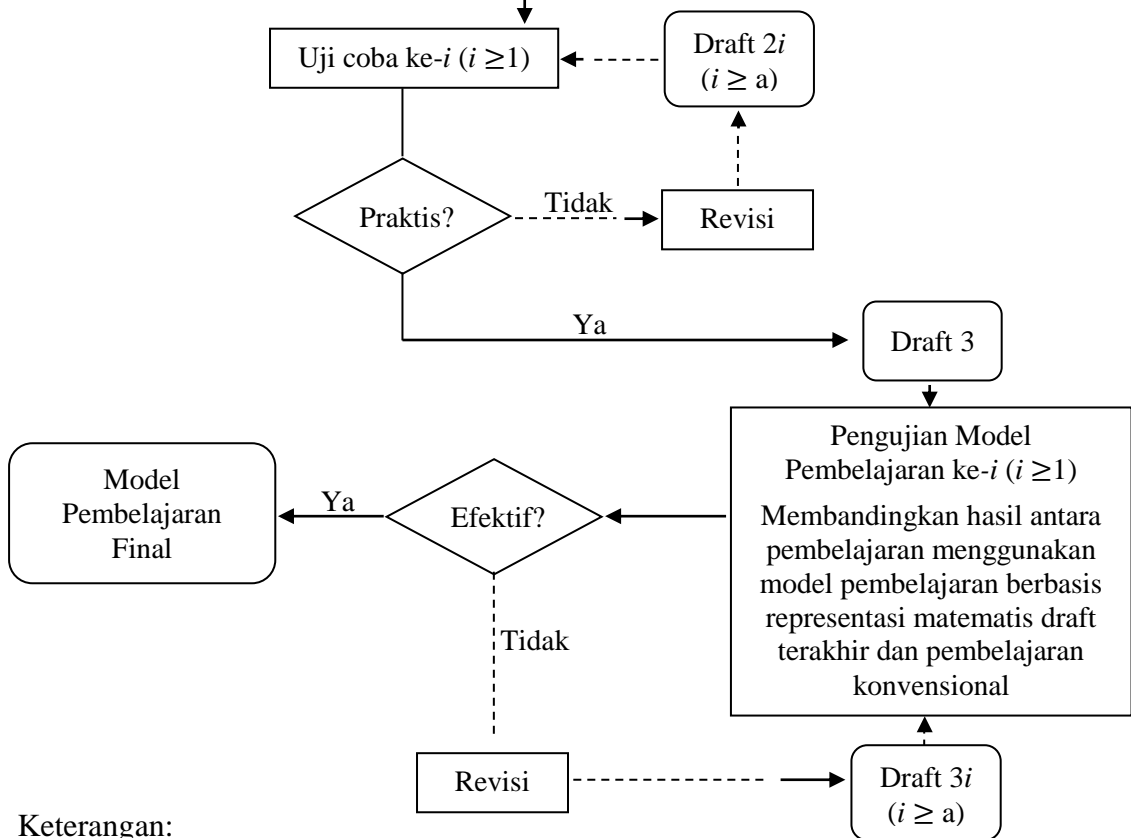 Uji coba ke-i (i ≥1)
Draft 2i
(i ≥ a)
Praktis?
Tidak
Revisi
Ya
Draft 3
Pengujian Model
Pembelajaran ke-i (i ≥1)
Membandingkan hasil antara
pembelajaran menggunakan
model pembelajaran berbasis
representasi matematis draft
terakhir dan pembelajaran
konvensional
Efektif?
Ya
Model
Pembelajaran
Final
Tidak
Revisi
Draft 3i
(i ≥ a)
Keterangan: